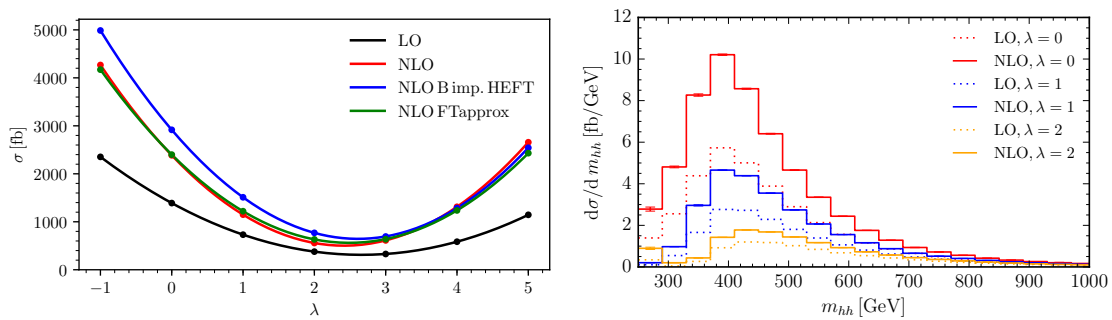 5000
4000
3000
2000
1000
0
σ [fb]
−1 0 1 2 3 4 5
λ
LO
NLO
NLO B imp. HEFT
NLO FTapprox
12
10
8
6
4
2
0
dσ/d m_hh [fb/GeV]
300 400 500 600 700 800 900 1000
m_hh [GeV]
LO, λ = 0
NLO, λ = 0
LO, λ = 1
NLO, λ = 1
LO, λ = 2
NLO, λ = 2